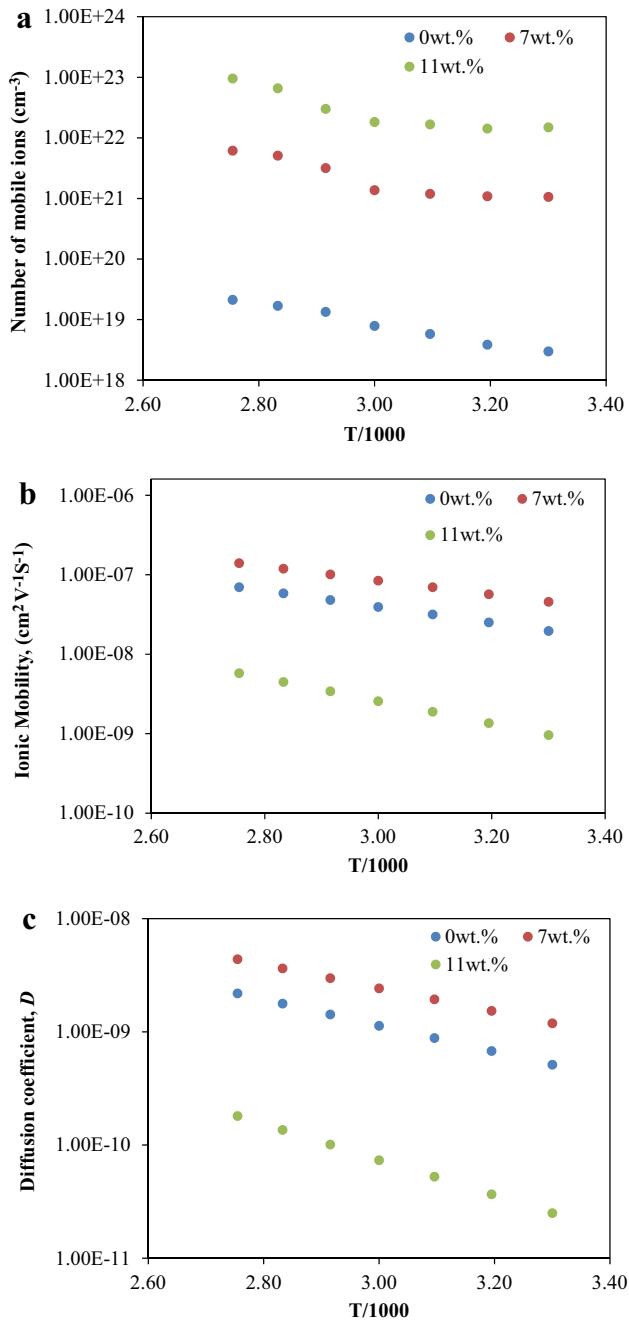 a
1.00E+24
1.00E+23
1.00E+22
1.00E+21
1.00E+20
1.00E+19
1.00E+18
Number of mobile ions (cm-3)
0wt.% 7wt.%
11wt.%
2.60 2.80 3.00 3.20 3.40
T/1000
b
1.00E-06
1.00E-07
1.00E-08
1.00E-09
1.00E-10
Ionic Mobility, (cm2 V-1S-1)
0wt.% 7wt.%
11wt.%
2.60 2.80 3.00 3.20 3.40
T/1000
c
1.00E-08
1.00E-09
1.00E-10
1.00E-11
Diffusion coefficient, D
0wt.% 7wt.%
11wt.%
2.60 2.80 3.00 3.20 3.40
T/1000